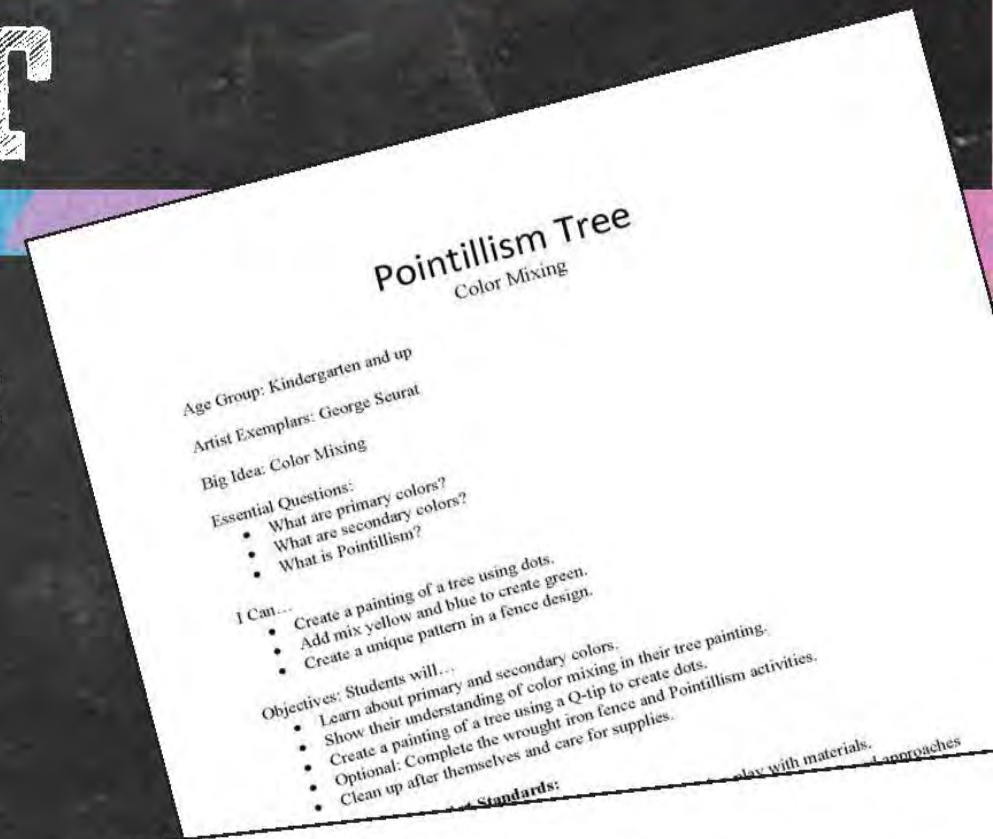 T
Pointillism Tree
Color Mixing
Age Group: Kindergarten and up
Artist Exemplars: George Seurat
Big Idea: Color Mixing
Essential Questions:
• What are primary colors?
• What are secondary colors?
• What is Pointillism?
I Can…
• Create a painting of a tree using dots.
• Add mix yellow and blue to create green.
• Create a unique pattern in a fence design.
Objectives: Students will…
• Learn about primary and secondary colors.
• Show their understanding of color mixing in their tree painting.
• Create a painting of a tree using a Q-tip to create dots.
• Optional: Complete the wrought iron fence and Pointillism activities.
• Clean up after themselves and care for supplies.
Standards:
play with materials.
approaches